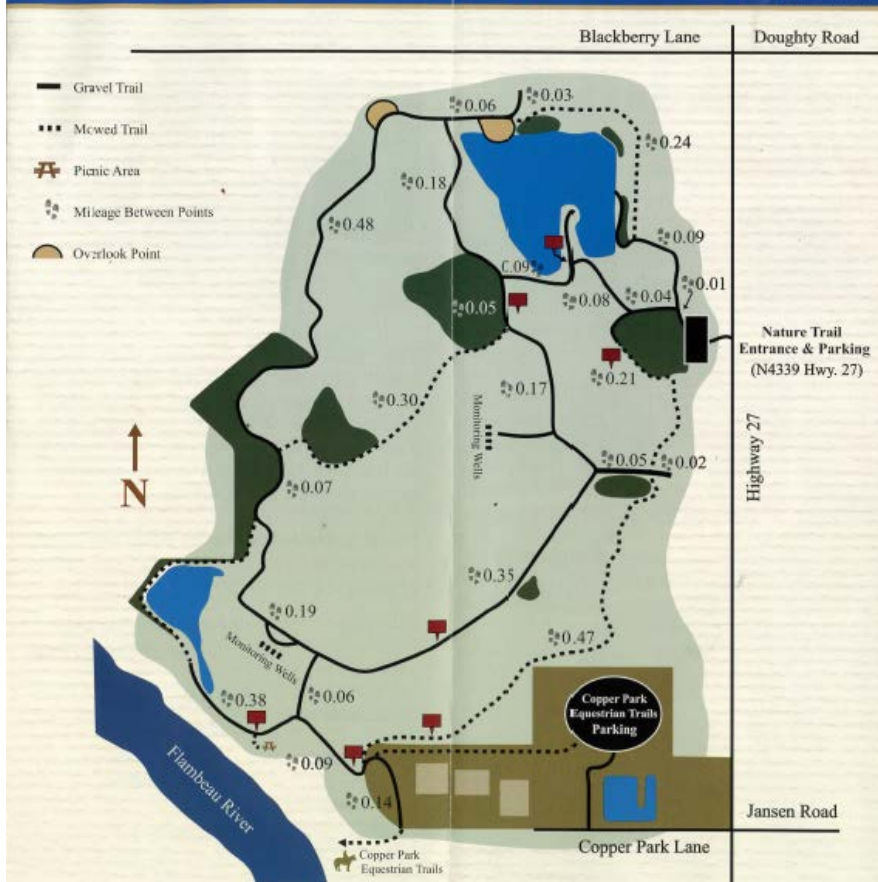 Blackberry Lane
Doughty Road
Gravel Trail
Mowed Trail
Picnic Area
Mileage Between Points
Overlook Point
0.06
0.03
0.24
0.18
0.48
0.09
0.09
0.01
0.08
0.04
0.05
Nature Trail
Entrance & Parking
(N4339 Hwy. 27)
0.21
0.30
0.17
Monitoring Wells
Highway 27
0.05
0.02
N
0.07
0.35
0.19
0.47
Monitoring Wells
0.38
0.06
Copper Park
Equestrian Trails
Parking
0.09
Flambeau River
0.14
Jansen Road
Copper Park Lane
Copper Park
Equestrian Trails